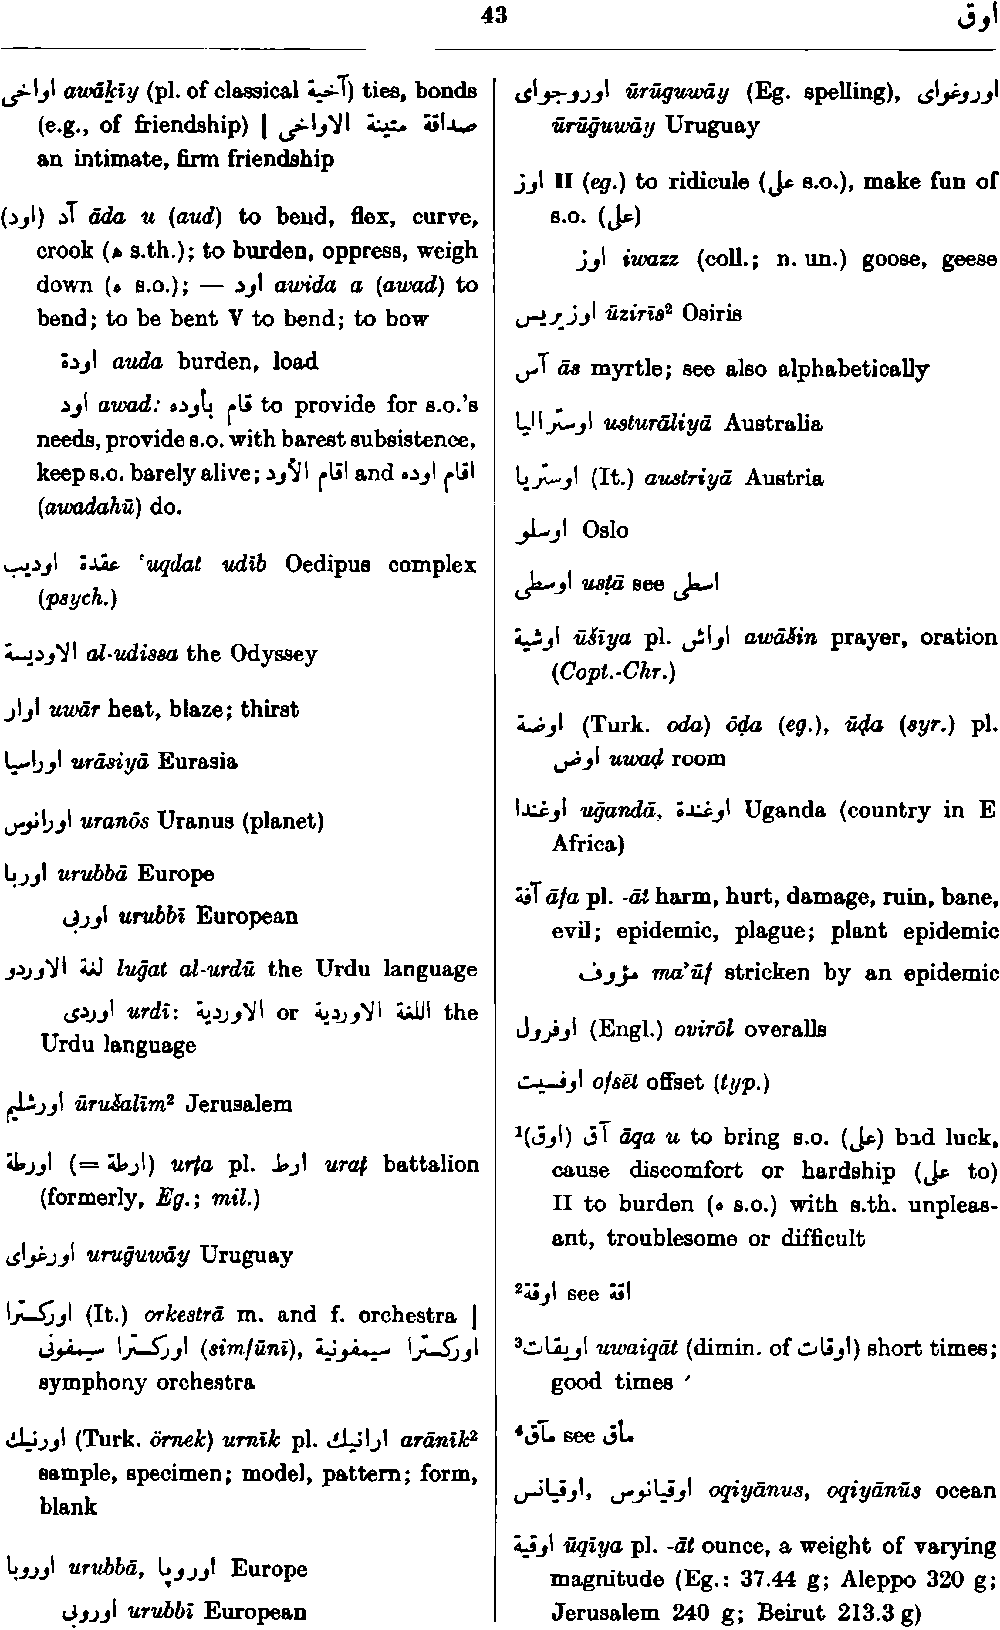 43
اوق
اواخى awāḵīy (pl. of classical آخية) ties, bonds
(e.g., of friendship) | صداقة متينة الاواخى
an intimate, firm friendship
(اود) آد āda u (aud) to bend, flex, curve,
crook (ه s.th.); to burden, oppress, weigh
down (ه s.o.); — اود awida a (awad) to
bend; to be bent V to bend; to bow
اودة auda burden, load
اود awad: قام بأوده to provide for s.o.'s
needs, provide s.o. with barest subsistence,
keep s.o. barely alive; اقام الأود and اقام اوده
(awadahū) do.
عقدة اوديب ‘uqdat udīb Oedipus complex
(psych.)
الاوديسة al-udissa the Odyssey
اوار uwār heat, blaze; thirst
اوراسيا urāsiyā Eurasia
اورانوس uranōs Uranus (planet)
اوربا urubbā Europe
اوربى urubbī European
لغة الاوردو luḡat al-urdū the Urdu language
اوردى urdī: الاوردية or اللغة الاوردية the
Urdu language
اورشليم ūrušalīm² Jerusalem
اورطة (= ارطة) urṭa pl. ارط uraṭ battalion
(formerly, Eg.; mil.)
اورغواى uruḡuwāy Uruguay
اوركسترا (It.) orkestrā m. and f. orchestra |
اوركسترا سيمفونى (simfūnī), اوركسترا سيمفونية
symphony orchestra
اورنيك (Turk. örnek) urnīk pl. ارانيك arānīk²
sample, specimen; model, pattern; form,
blank
اوروبا urubbā, اوروپا Europe
اوروبى urubbī European
اوروجواى ūrūguwāy (Eg. spelling), اوروغواى
ūrūḡuwāy Uruguay
اوز II (eg.) to ridicule (على s.o.), make fun of
s.o. (على)
اوز iwazz (coll.; n. un.) goose, geese
اوزيريس ūzirīs² Osiris
آس ās myrtle; see also alphabetically
اوستراليا usturāliyā Australia
اوستريا (It.) austriyā Austria
اوسلو Oslo
اوسطى usṭā see اسطى
اوشية ūšīya pl. اواش awāšin prayer, oration
(Copt.-Chr.)
اوضة (Turk. oda) ōḍa (eg.), ūḍa (syr.) pl.
اوض uwaḍ room
اوغندا uḡandā, اوغندة Uganda (country in E
Africa)
آفة āfa pl. -āt harm, hurt, damage, ruin, bane,
evil; epidemic, plague; plant epidemic
مؤوف ma’ūf stricken by an epidemic
اوفرول (Engl.) ovirōl overalls
اوفسيت ofsēt offset (typ.)
¹(اوق) آق āqa u to bring s.o. (على) bad luck,
cause discomfort or hardship (على to)
II to burden (ه s.o.) with s.th. unpleas-
ant, troublesome or difficult
²اوقة see اقة
³اويقات uwaiqāt (dimin. of اوقات) short times;
good times
⁴مآق see مأق
اوقيانس, اوقيانوس oqiyānus, oqiyānūs ocean
اوقية ūqīya pl. -āt ounce, a weight of varying
magnitude (Eg.: 37.44 g; Aleppo 320 g;
Jerusalem 240 g; Beirut 213.3 g)